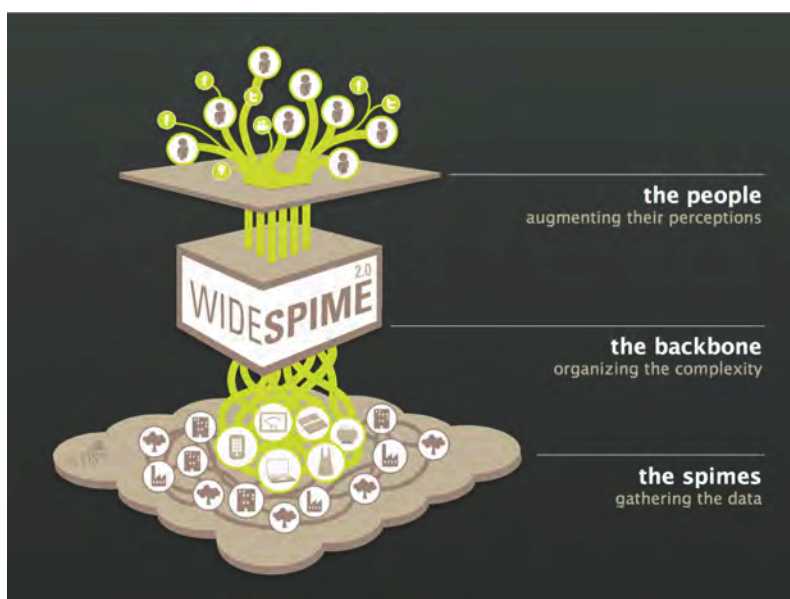 the people
augmenting their perceptions
2.0
WIDESPIME
the backbone
organizing the complexity
the spimes
gathering the data